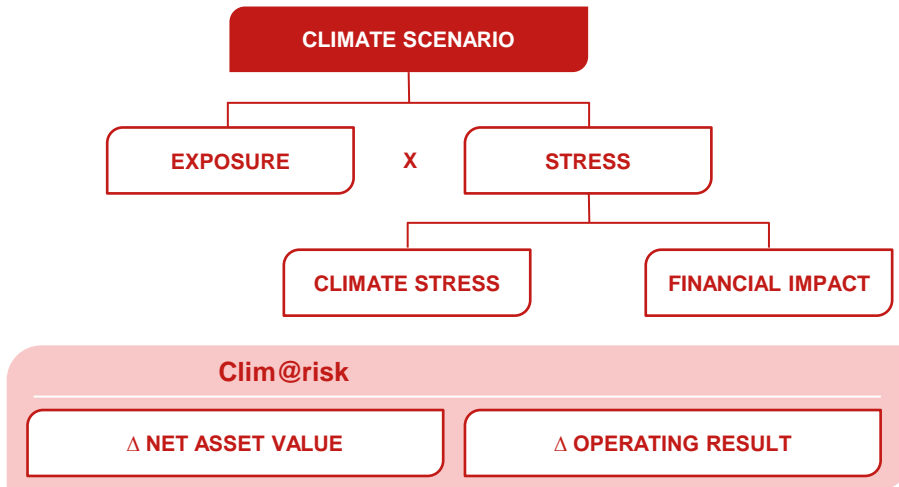 CLIMATE SCENARIO
EXPOSURE
X
STRESS
CLIMATE STRESS
FINANCIAL IMPACT
Clim@risk
Δ NET ASSET VALUE
Δ OPERATING RESULT